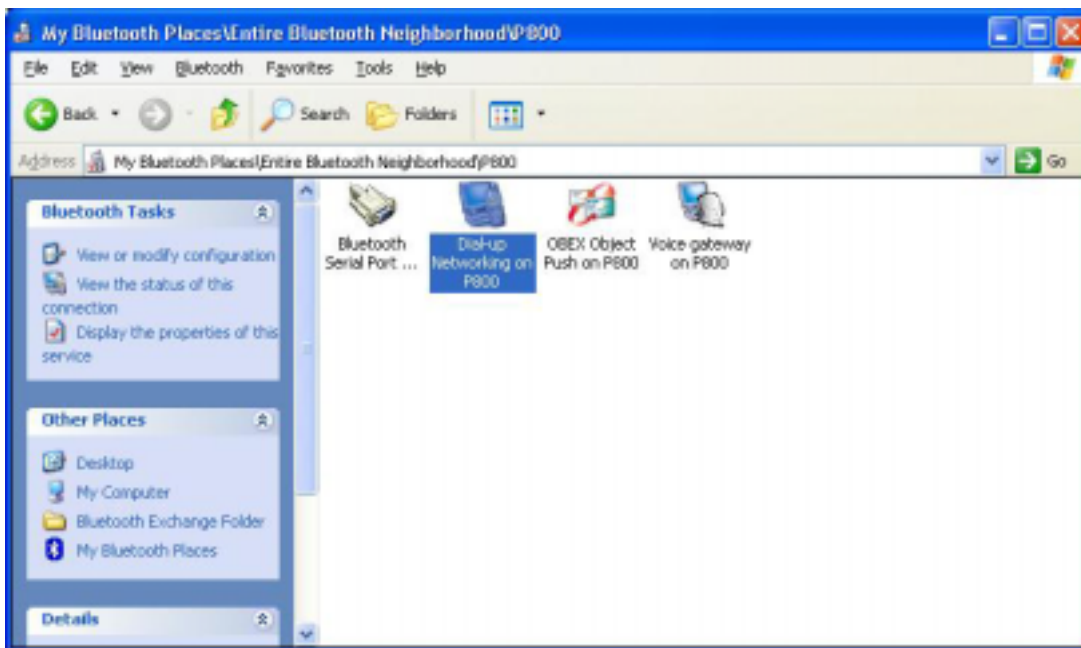 My Bluetooth Places\Entire Bluetooth Neighborhood\P800
File Edit View Bluetooth Favorites Tools Help
Back Search Folders
Address My Bluetooth Places\Entire Bluetooth Neighborhood\P800 Go
Bluetooth Tasks
View or modify configuration
View the status of this
connection
Display the properties of this
service
Other Places
Desktop
My Computer
Bluetooth Exchange Folder
My Bluetooth Places
Details
Bluetooth
Serial Port ...
Dial-up
Networking on
P800
OBEX Object
Push on P800
Voice gateway
on P800